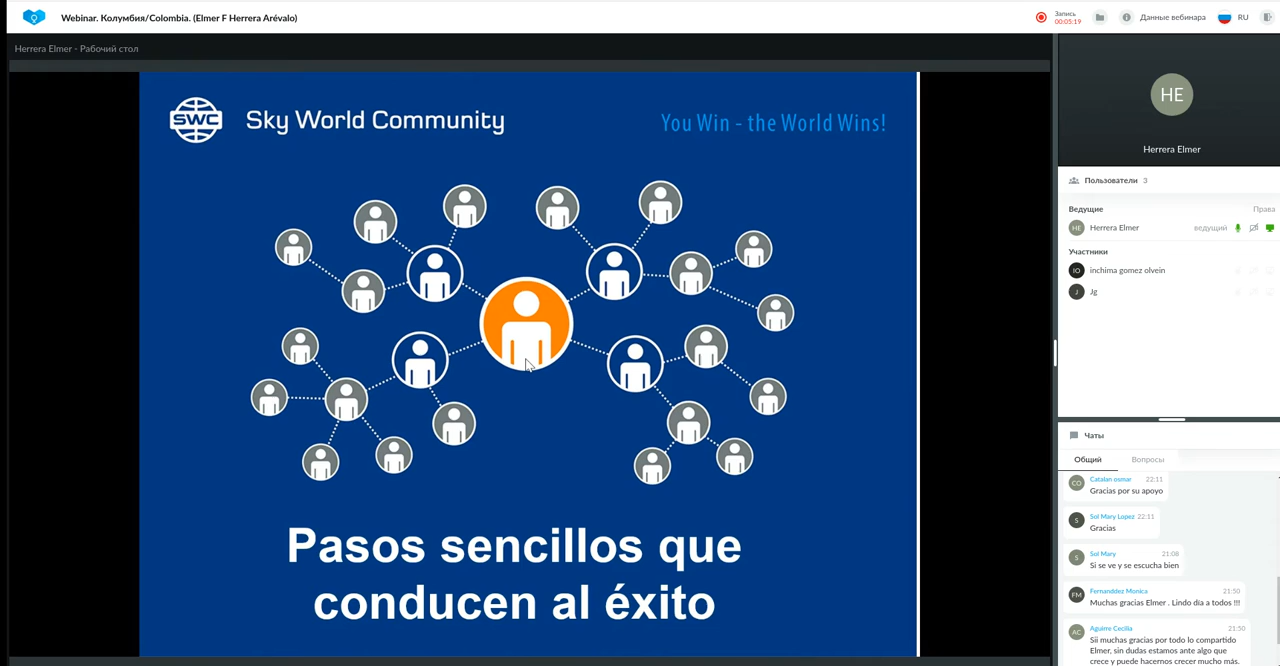 Webinar. Колумбия/Colombia. (Elmer F Herrera Arévalo)
Запись
00:05:19
Данные вебинара
RU
Herrera Elmer - Рабочий стол
SWC
Sky World Community
You Win - the World Wins!
Pasos sencillos que
conducen al éxito
HE
Herrera Elmer
Пользователи 3
Ведущие
Права
HE
Herrera Elmer
ведущий
Участники
IO
inchima gomez olvein
J
Jg
Чаты
Общий
Вопросы
CO
Catalan osmar 22:11
Gracias por su apoyo
S
Sol Mary Lopez 22:11
Gracias
S
Sol Mary 21:08
Si se ve y se escucha bien
FM
Fernanddez Monica 21:50
Muchas gracias Elmer . Lindo día a todos !!!
AC
Aguirre Cecilia 21:50
Sii muchas gracias por todo lo compartido
Elmer, sin dudas estamos ante algo que
crece y puede hacernos crecer mucho más.